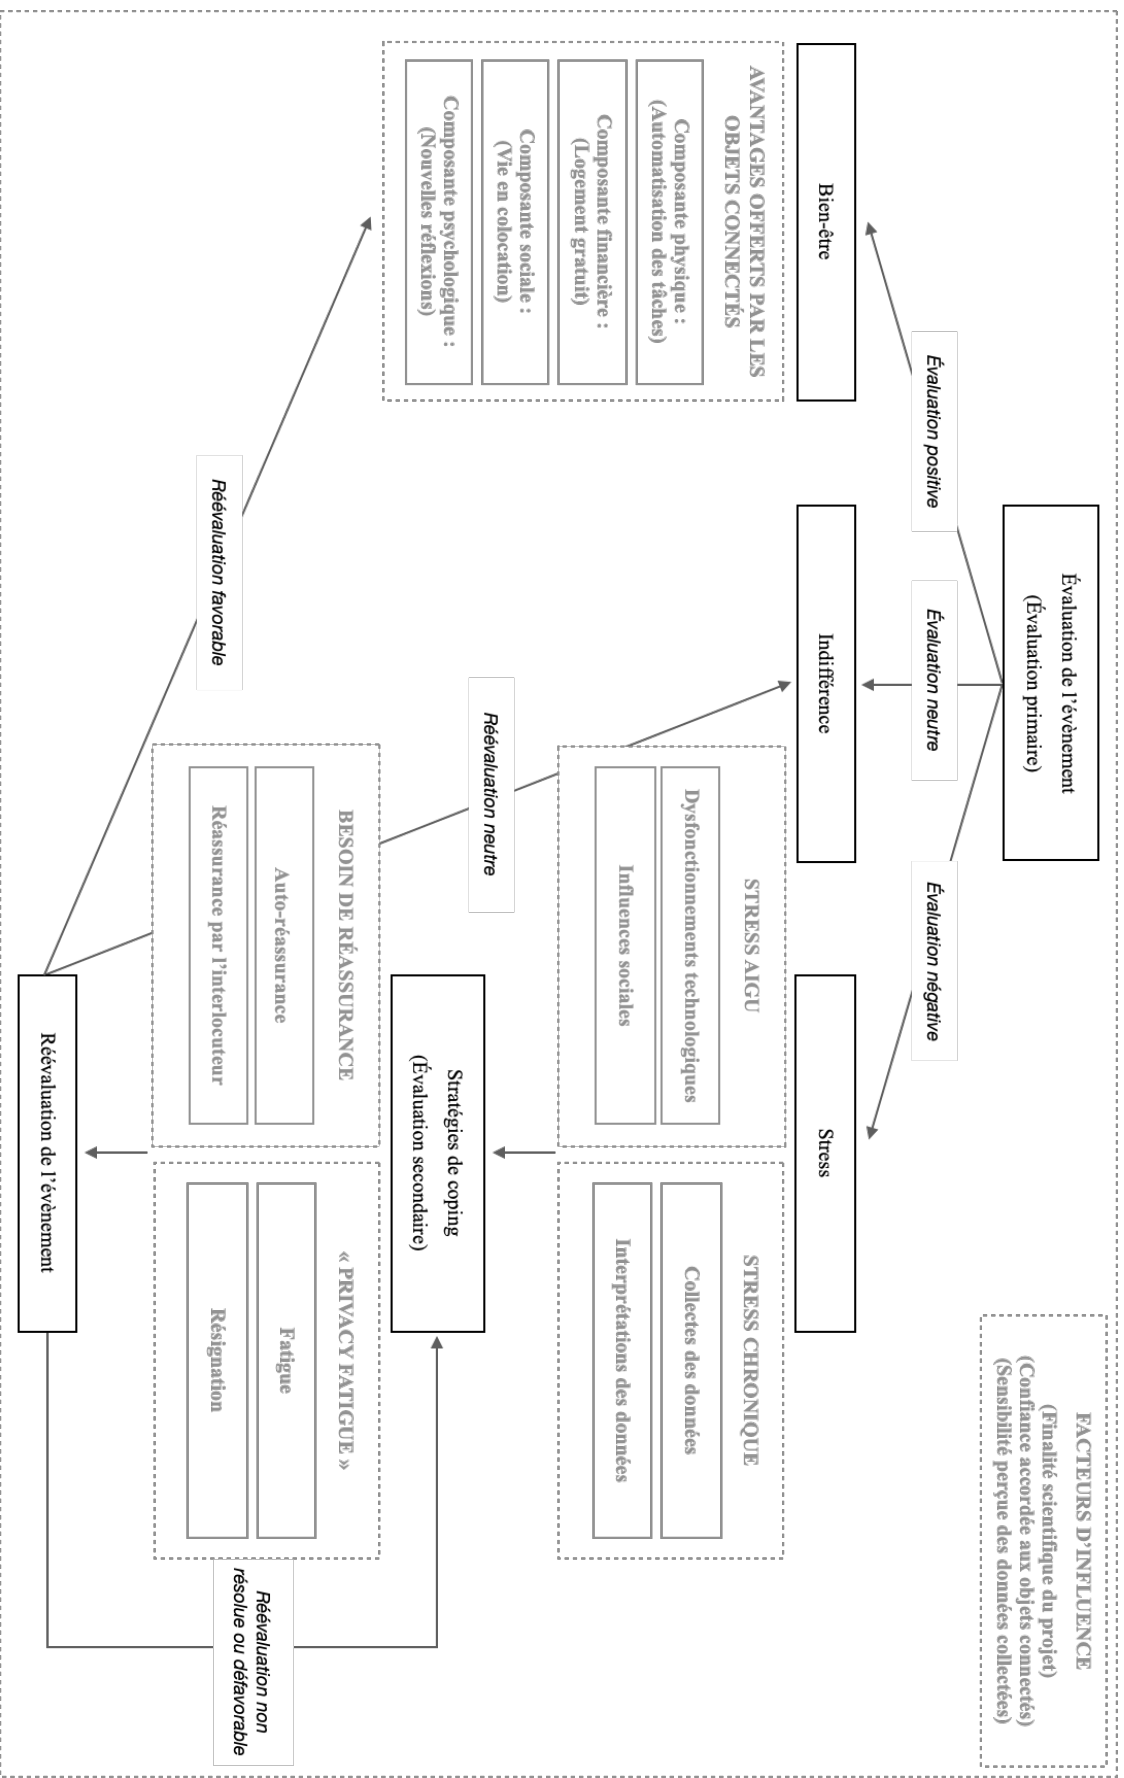 Évaluation de l’évènement
(Évaluation primaire)
FACTEURS D’INFLUENCE
(Finalité scientifique du projet)
(Confiance accordée aux objets connectés)
(Sensibilité perçue des données collectées)
Évaluation positive
Évaluation neutre
Évaluation négative
Bien-être
Indifférence
Stress
AVANTAGES OFFERTS PAR LES
OBJETS CONNECTÉS
Composante physique :
(Automatisation des tâches)
Composante financière :
(Logement gratuit)
Composante sociale :
(Vie en colocation)
Composante psychologique :
(Nouvelles réflexions)
STRESS AIGU
Dysfonctionnements technologiques
Influences sociales
STRESS CHRONIQUE
Collectes des données
Interprétations des données
Réévaluation neutre
Stratégies de coping
(Évaluation secondaire)
BESOIN DE RÉASSURANCE
Auto-réassurance
Réassurance par l’interlocuteur
« PRIVACY FATIGUE »
Fatigue
Résignation
Réévaluation favorable
Réévaluation non
résolue ou défavorable
Réévaluation de l’évènement